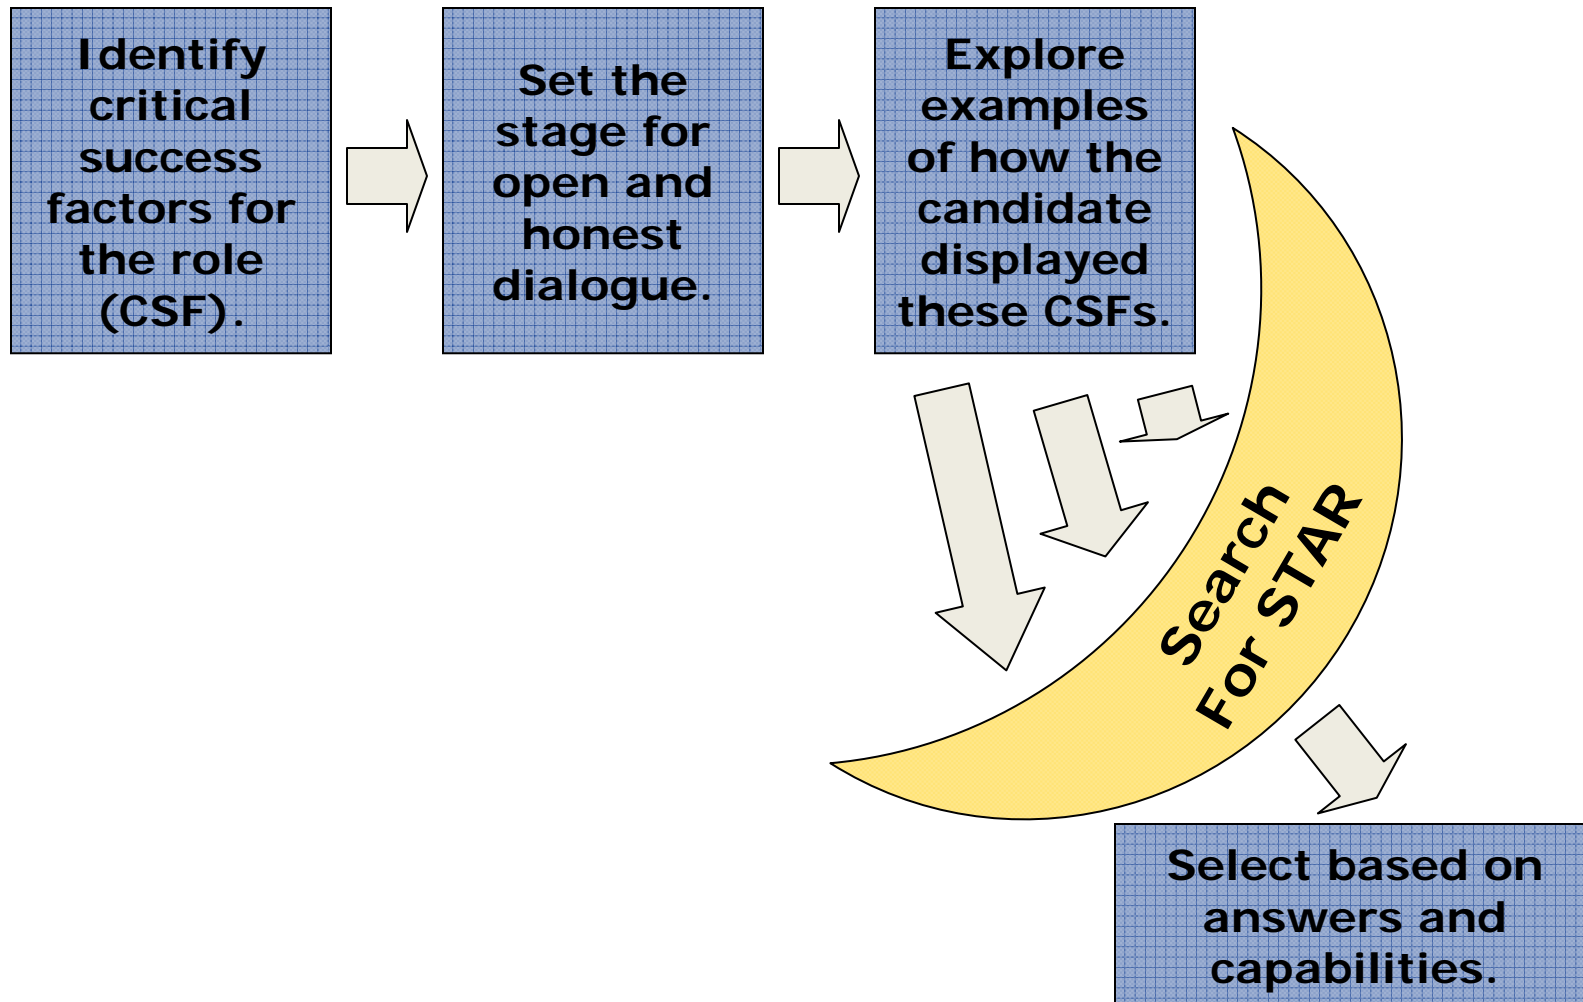 Identify
critical
success
factors for
the role
(CSF).
Set the
stage for
open and
honest
dialogue.
Explore
examples
of how the
candidate
displayed
these CSFs.
Search
For STAR
Select based on
answers and
capabilities.